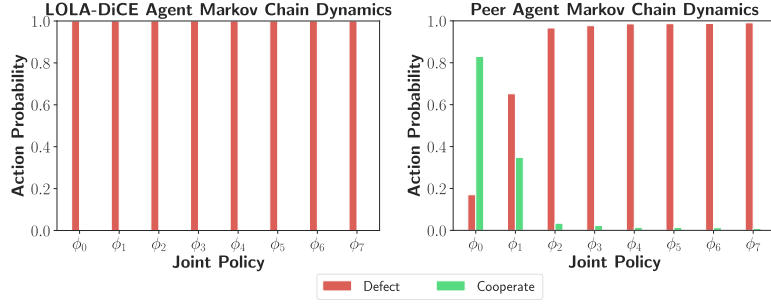 LOLA-DiCE Agent Markov Chain Dynamics
Action Probability
1.0
0.8
0.6
0.4
0.2
0.0
ϕ0 ϕ1 ϕ2 ϕ3 ϕ4 ϕ5 ϕ6 ϕ7
Joint Policy
Peer Agent Markov Chain Dynamics
Action Probability
1.0
0.8
0.6
0.4
0.2
0.0
ϕ0 ϕ1 ϕ2 ϕ3 ϕ4 ϕ5 ϕ6 ϕ7
Joint Policy
Defect Cooperate